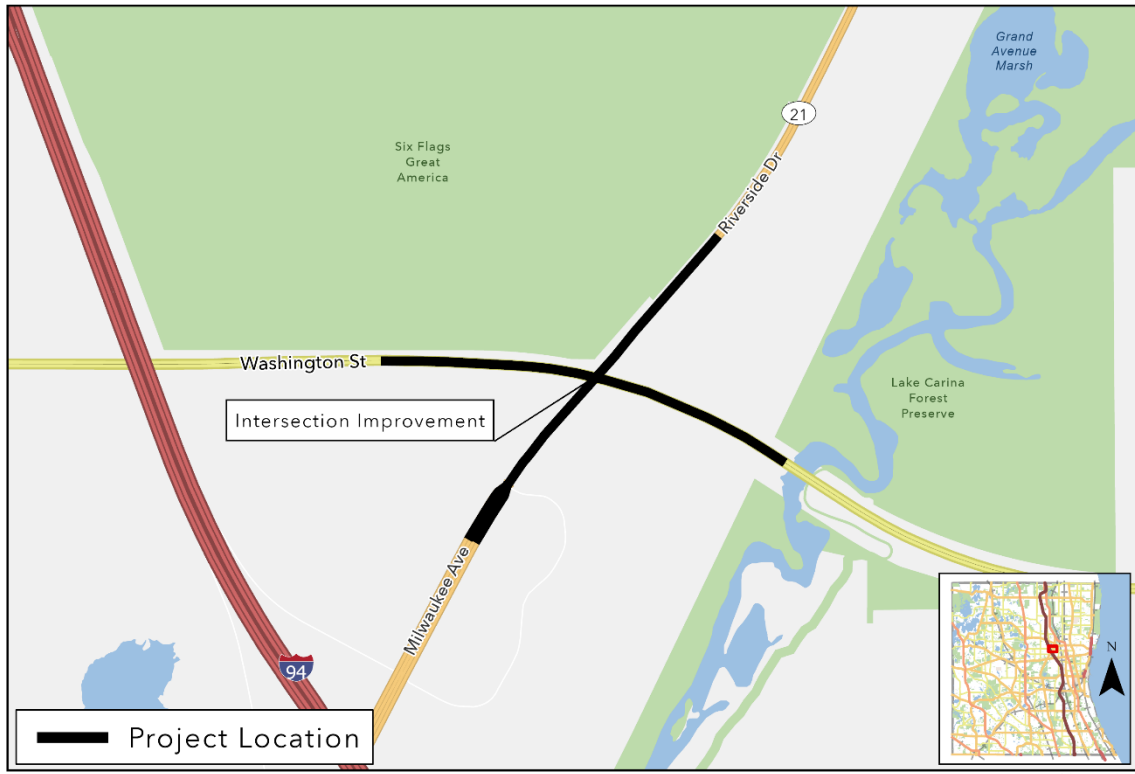 Grand
Avenue
Marsh
21
Six Flags
Great
America
Riverside Dr
Washington St
Intersection Improvement
Lake Carina
Forest
Preserve
Milwaukee Ave
94
N
Project Location